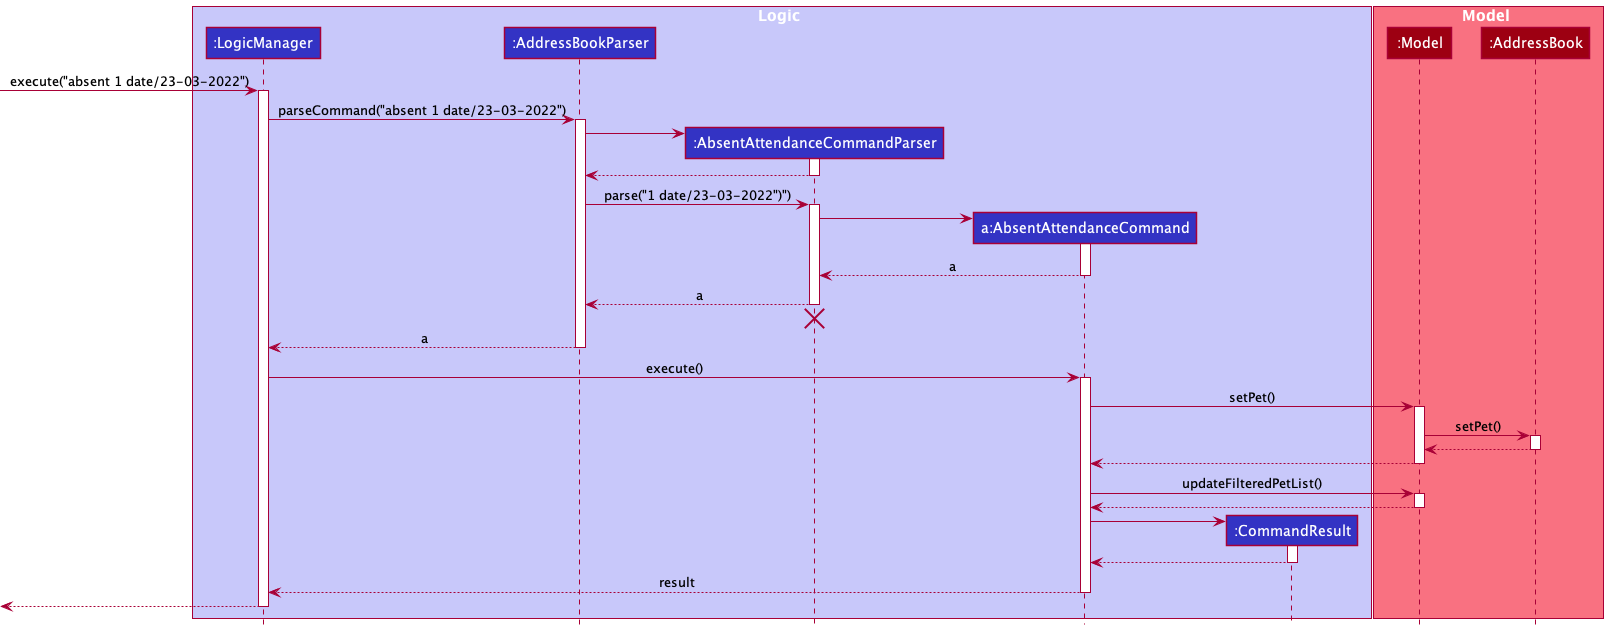 Logic
Model
:LogicManager
:AddressBookParser
:Model
:AddressBook
execute("absent 1 date/23-03-2022")
parseCommand("absent 1 date/23-03-2022")
:AbsentAttendanceCommandParser
parse("1 date/23-03-2022")")
a:AbsentAttendanceCommand
a
a
a
execute()
setPet()
setPet()
updateFilteredPetList()
:CommandResult
result